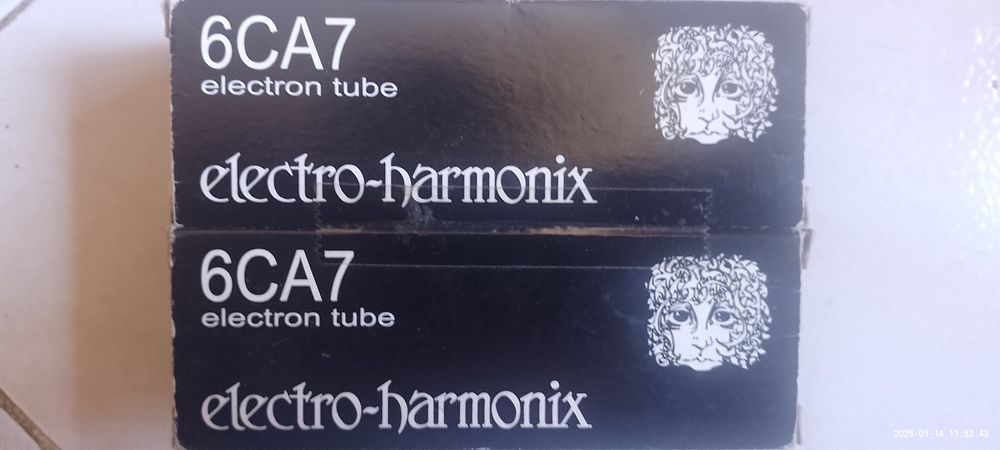 6CA7
electron tube
electro-harmonix
6CA7
electron tube
electro-harmonix
2025-01-14 11:52:43